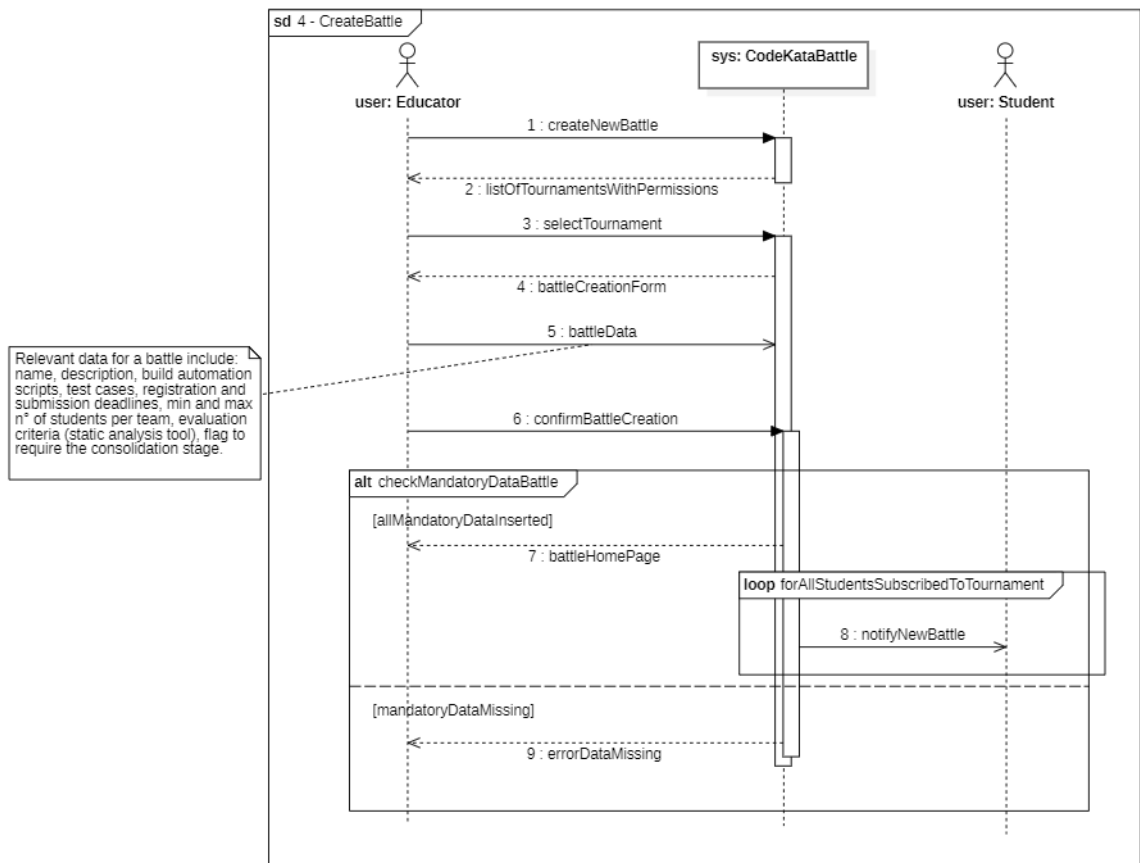 sd 4 - CreateBattle
user: Educator
sys: CodeKataBattle
user: Student
1 : createNewBattle
2 : listOfTournamentsWithPermissions
3 : selectTournament
4 : battleCreationForm
5 : battleData
Relevant data for a battle include:
name, description, build automation
scripts, test cases, registration and
submission deadlines, min and max
n° of students per team, evaluation
criteria (static analysis tool), flag to
require the consolidation stage.
6 : confirmBattleCreation
alt checkMandatoryDataBattle
[allMandatoryDataInserted]
7 : battleHomePage
loop forAllStudentsSubscribedToTournament
8 : notifyNewBattle
[mandatoryDataMissing]
9 : errorDataMissing